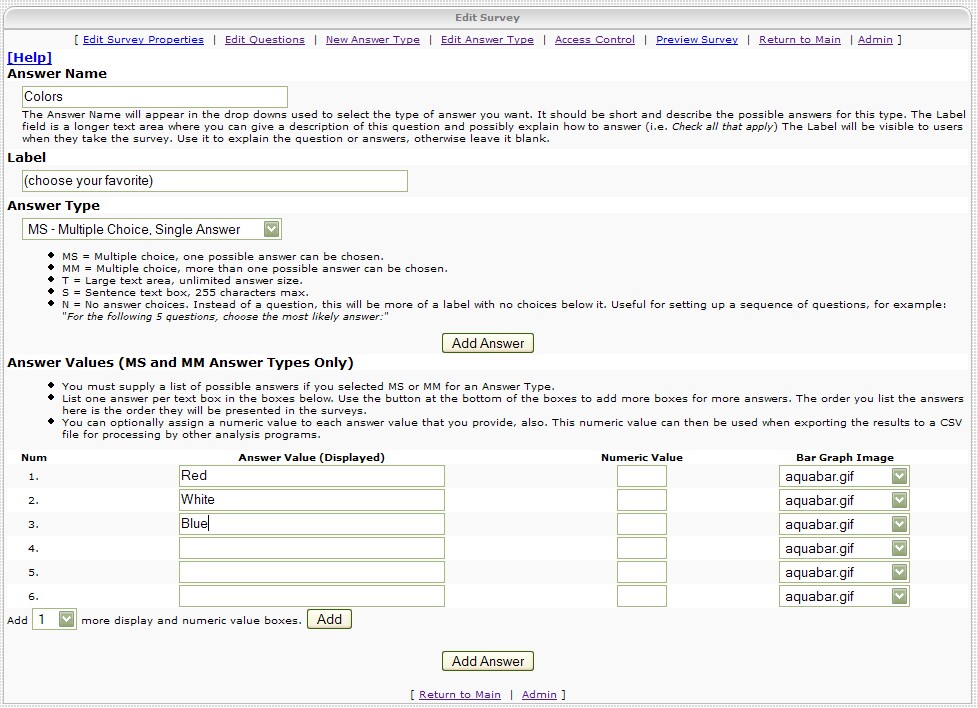 Edit Survey
[ Edit Survey Properties | Edit Questions | New Answer Type | Edit Answer Type | Access Control | Preview Survey | Return to Main | Admin ]
[Help]
Answer Name
Colors
The Answer Name will appear in the drop downs used to select the type of answer you want. It should be short and describe the possible answers for this type. The Label
field is a longer text area where you can give a description of this question and possibly explain how to answer (i.e. Check all that apply) The Label will be visible to users
when they take the survey. Use it to explain the question or answers, otherwise leave it blank.
Label
(choose your favorite)
Answer Type
MS - Multiple Choice, Single Answer
MS = Multiple choice, one possible answer can be chosen.
MM = Multiple choice, more than one possible answer can be chosen.
T = Large text area, unlimited answer size.
S = Sentence text box, 255 characters max.
N = No answer choices. Instead of a question, this will be more of a label with no choices below it. Useful for setting up a sequence of questions, for example:
"For the following 5 questions, choose the most likely answer:"
Add Answer
Answer Values (MS and MM Answer Types Only)
You must supply a list of possible answers if you selected MS or MM for an Answer Type.
List one answer per text box in the boxes below. Use the button at the bottom of the boxes to add more boxes for more answers. The order you list the answers
here is the order they will be presented in the surveys.
You can optionally assign a numeric value to each answer value that you provide, also. This numeric value can then be used when exporting the results to a CSV
file for processing by other analysis programs.
Num Answer Value (Displayed) Numeric Value Bar Graph Image
1. Red aquabar.gif
2. White aquabar.gif
3. Blue aquabar.gif
4. aquabar.gif
5. aquabar.gif
6. aquabar.gif
Add 1 more display and numeric value boxes. Add
Add Answer
[ Return to Main | Admin ]